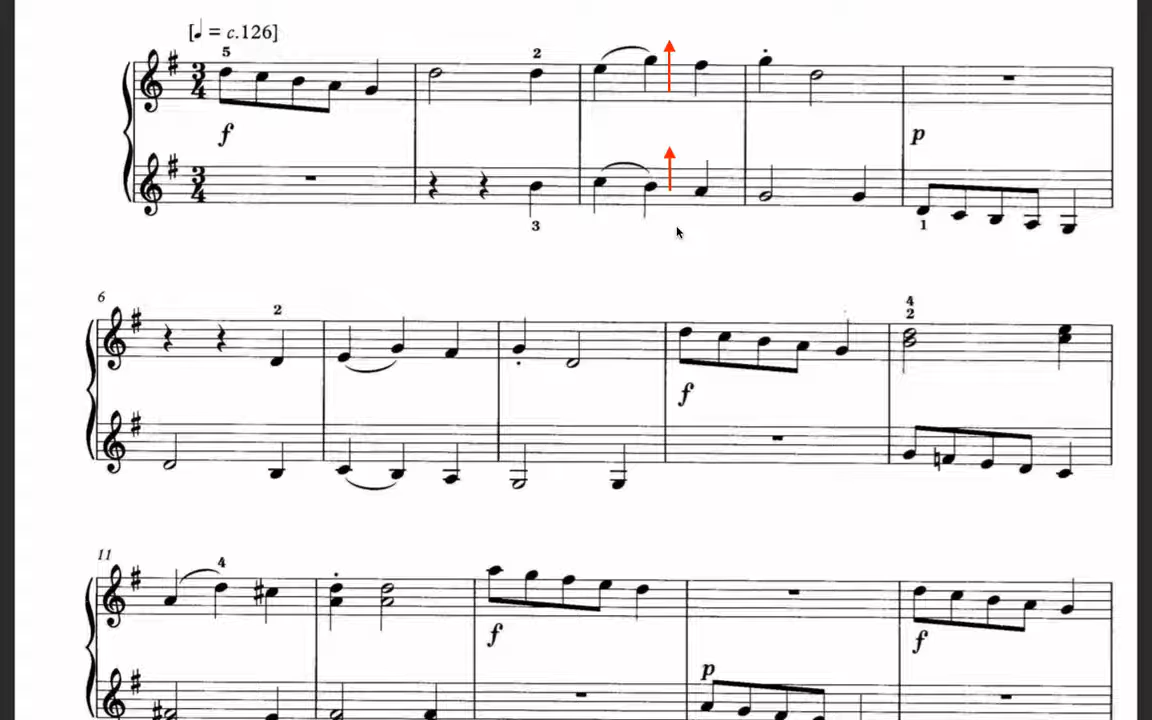 [♩ = c.126]
5 2
3 4
f p
3 4
3 1
6 2 4
2
f
11 4
f f
p